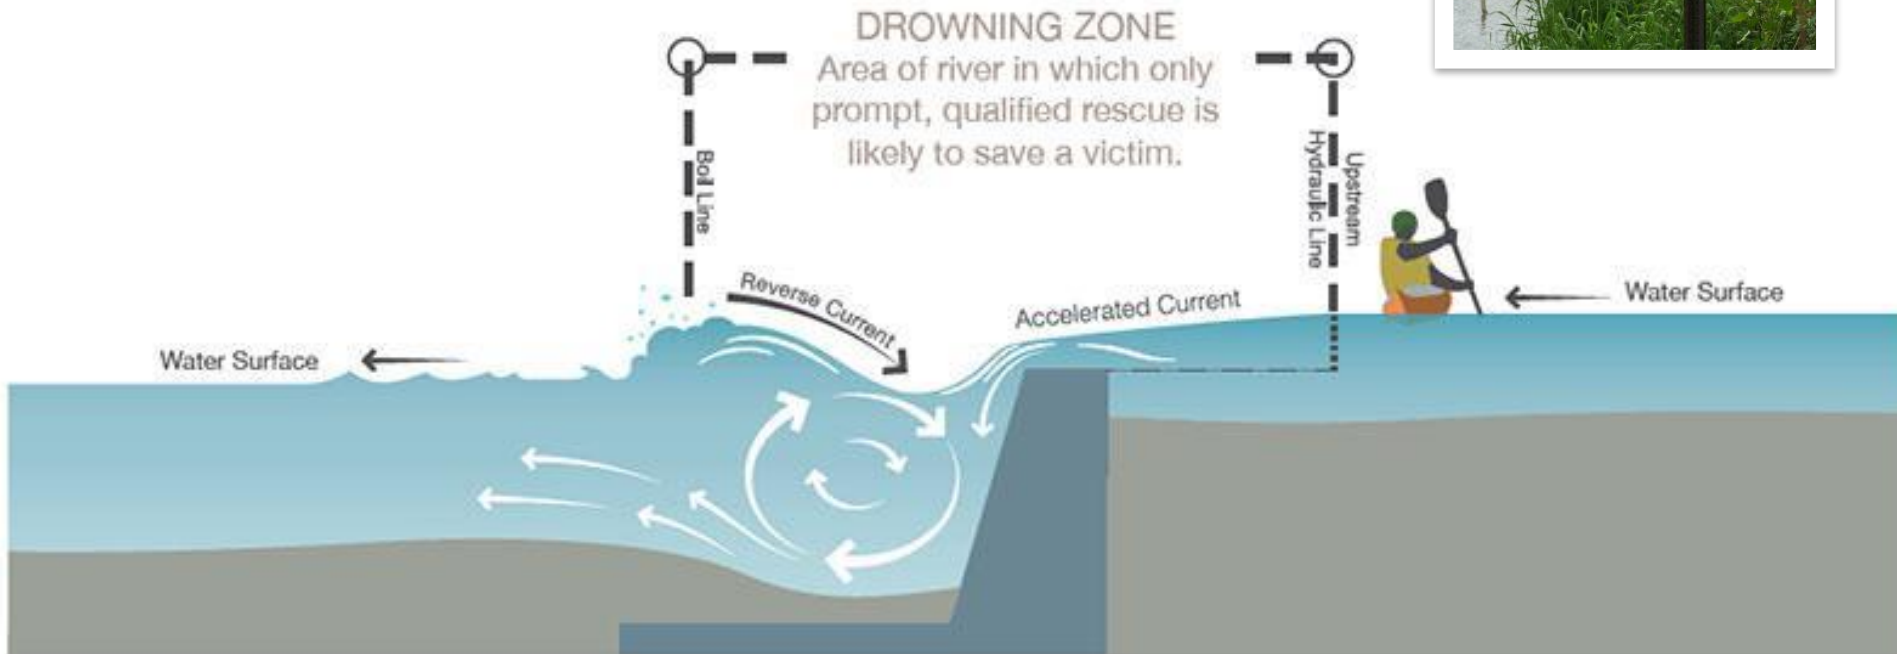 DROWNING ZONE
Area of river in which only
prompt, qualified rescue is
likely to save a victim.
Boil Line
Upstream
Hydraulic Line
Reverse Current
Accelerated Current
Water Surface
Water Surface